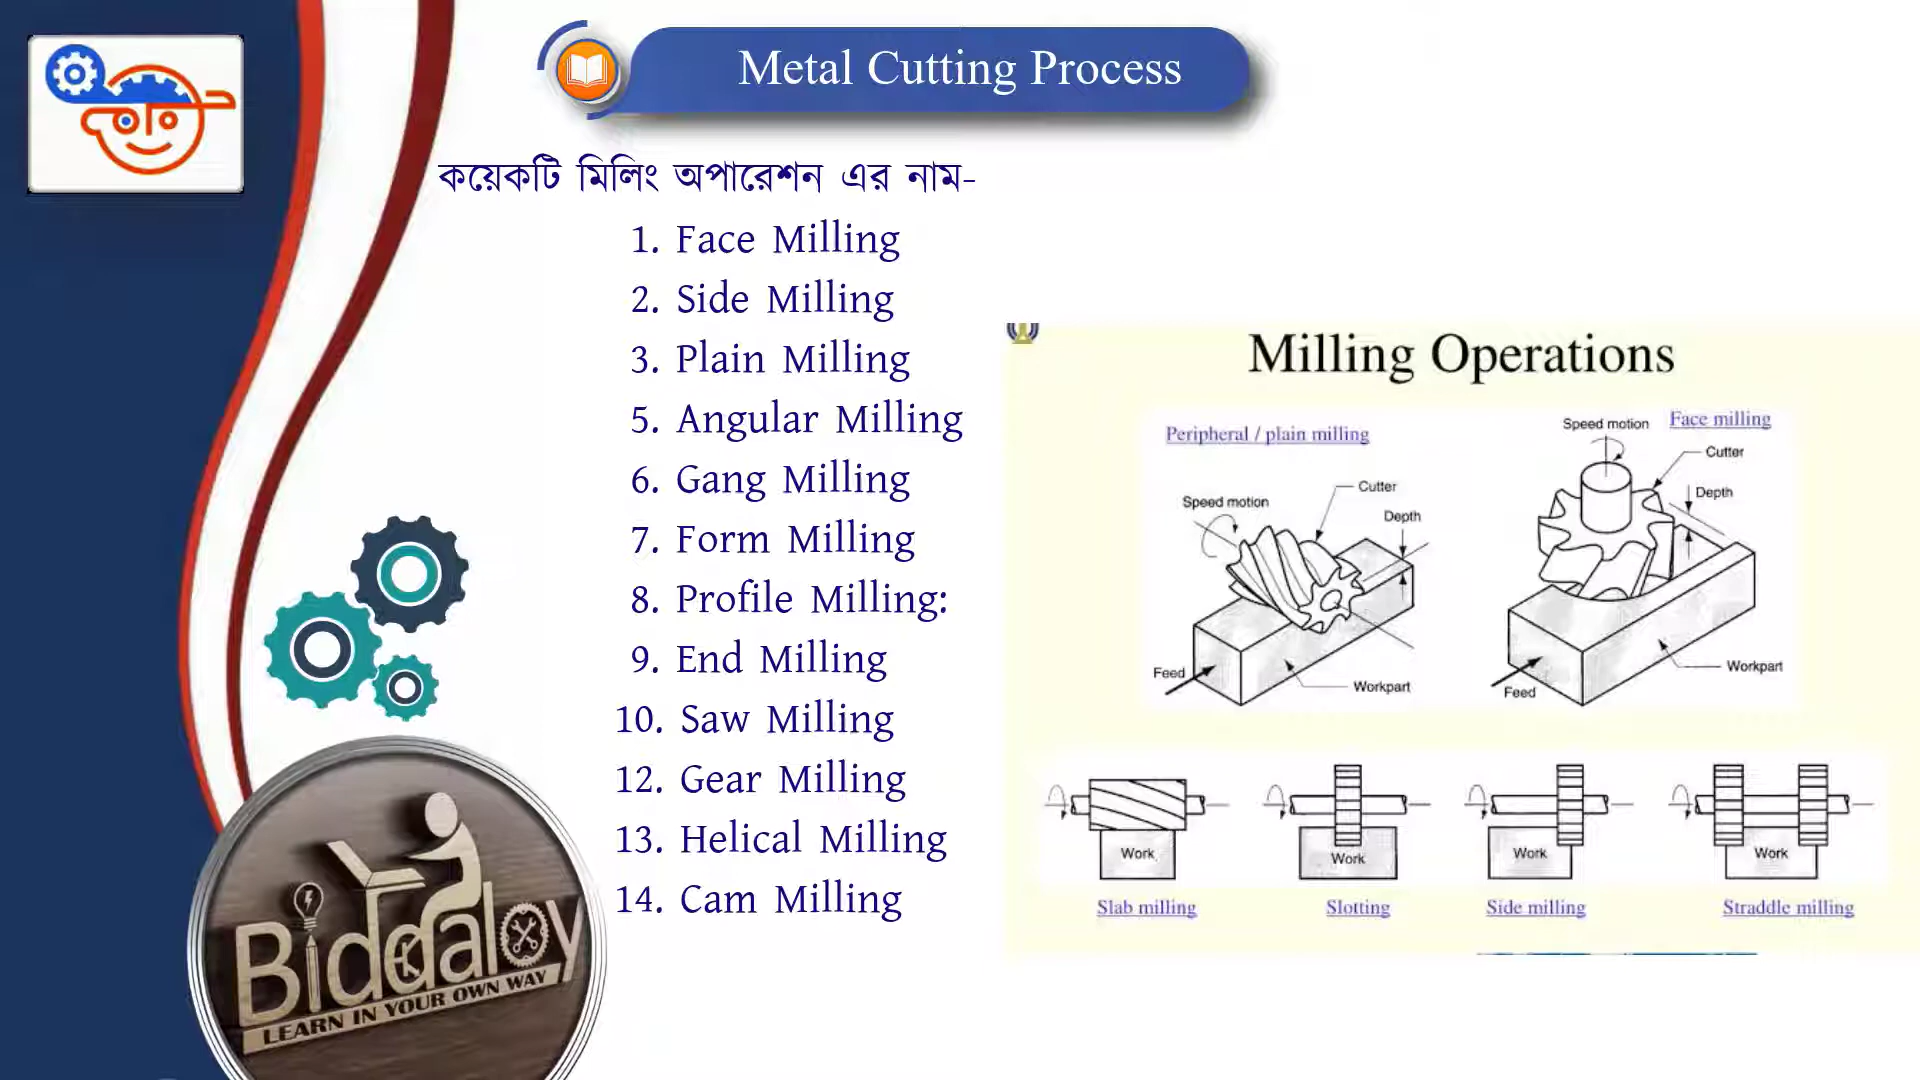 Metal Cutting Process
কয়েকটি মিলিং অপারেশন এর নাম-
1. Face Milling
2. Side Milling
3. Plain Milling
5. Angular Milling
6. Gang Milling
7. Form Milling
8. Profile Milling:
9. End Milling
10. Saw Milling
12. Gear Milling
13. Helical Milling
14. Cam Milling
Milling Operations
Peripheral / plain milling
Speed motion
Cutter
Depth
Feed
Workpart
Speed motion
Face milling
Cutter
Depth
Workpart
Feed
Work
Work
Work
Work
Slab milling
Slotting
Side milling
Straddle milling
Biddaloy
LEARN IN YOUR OWN WAY